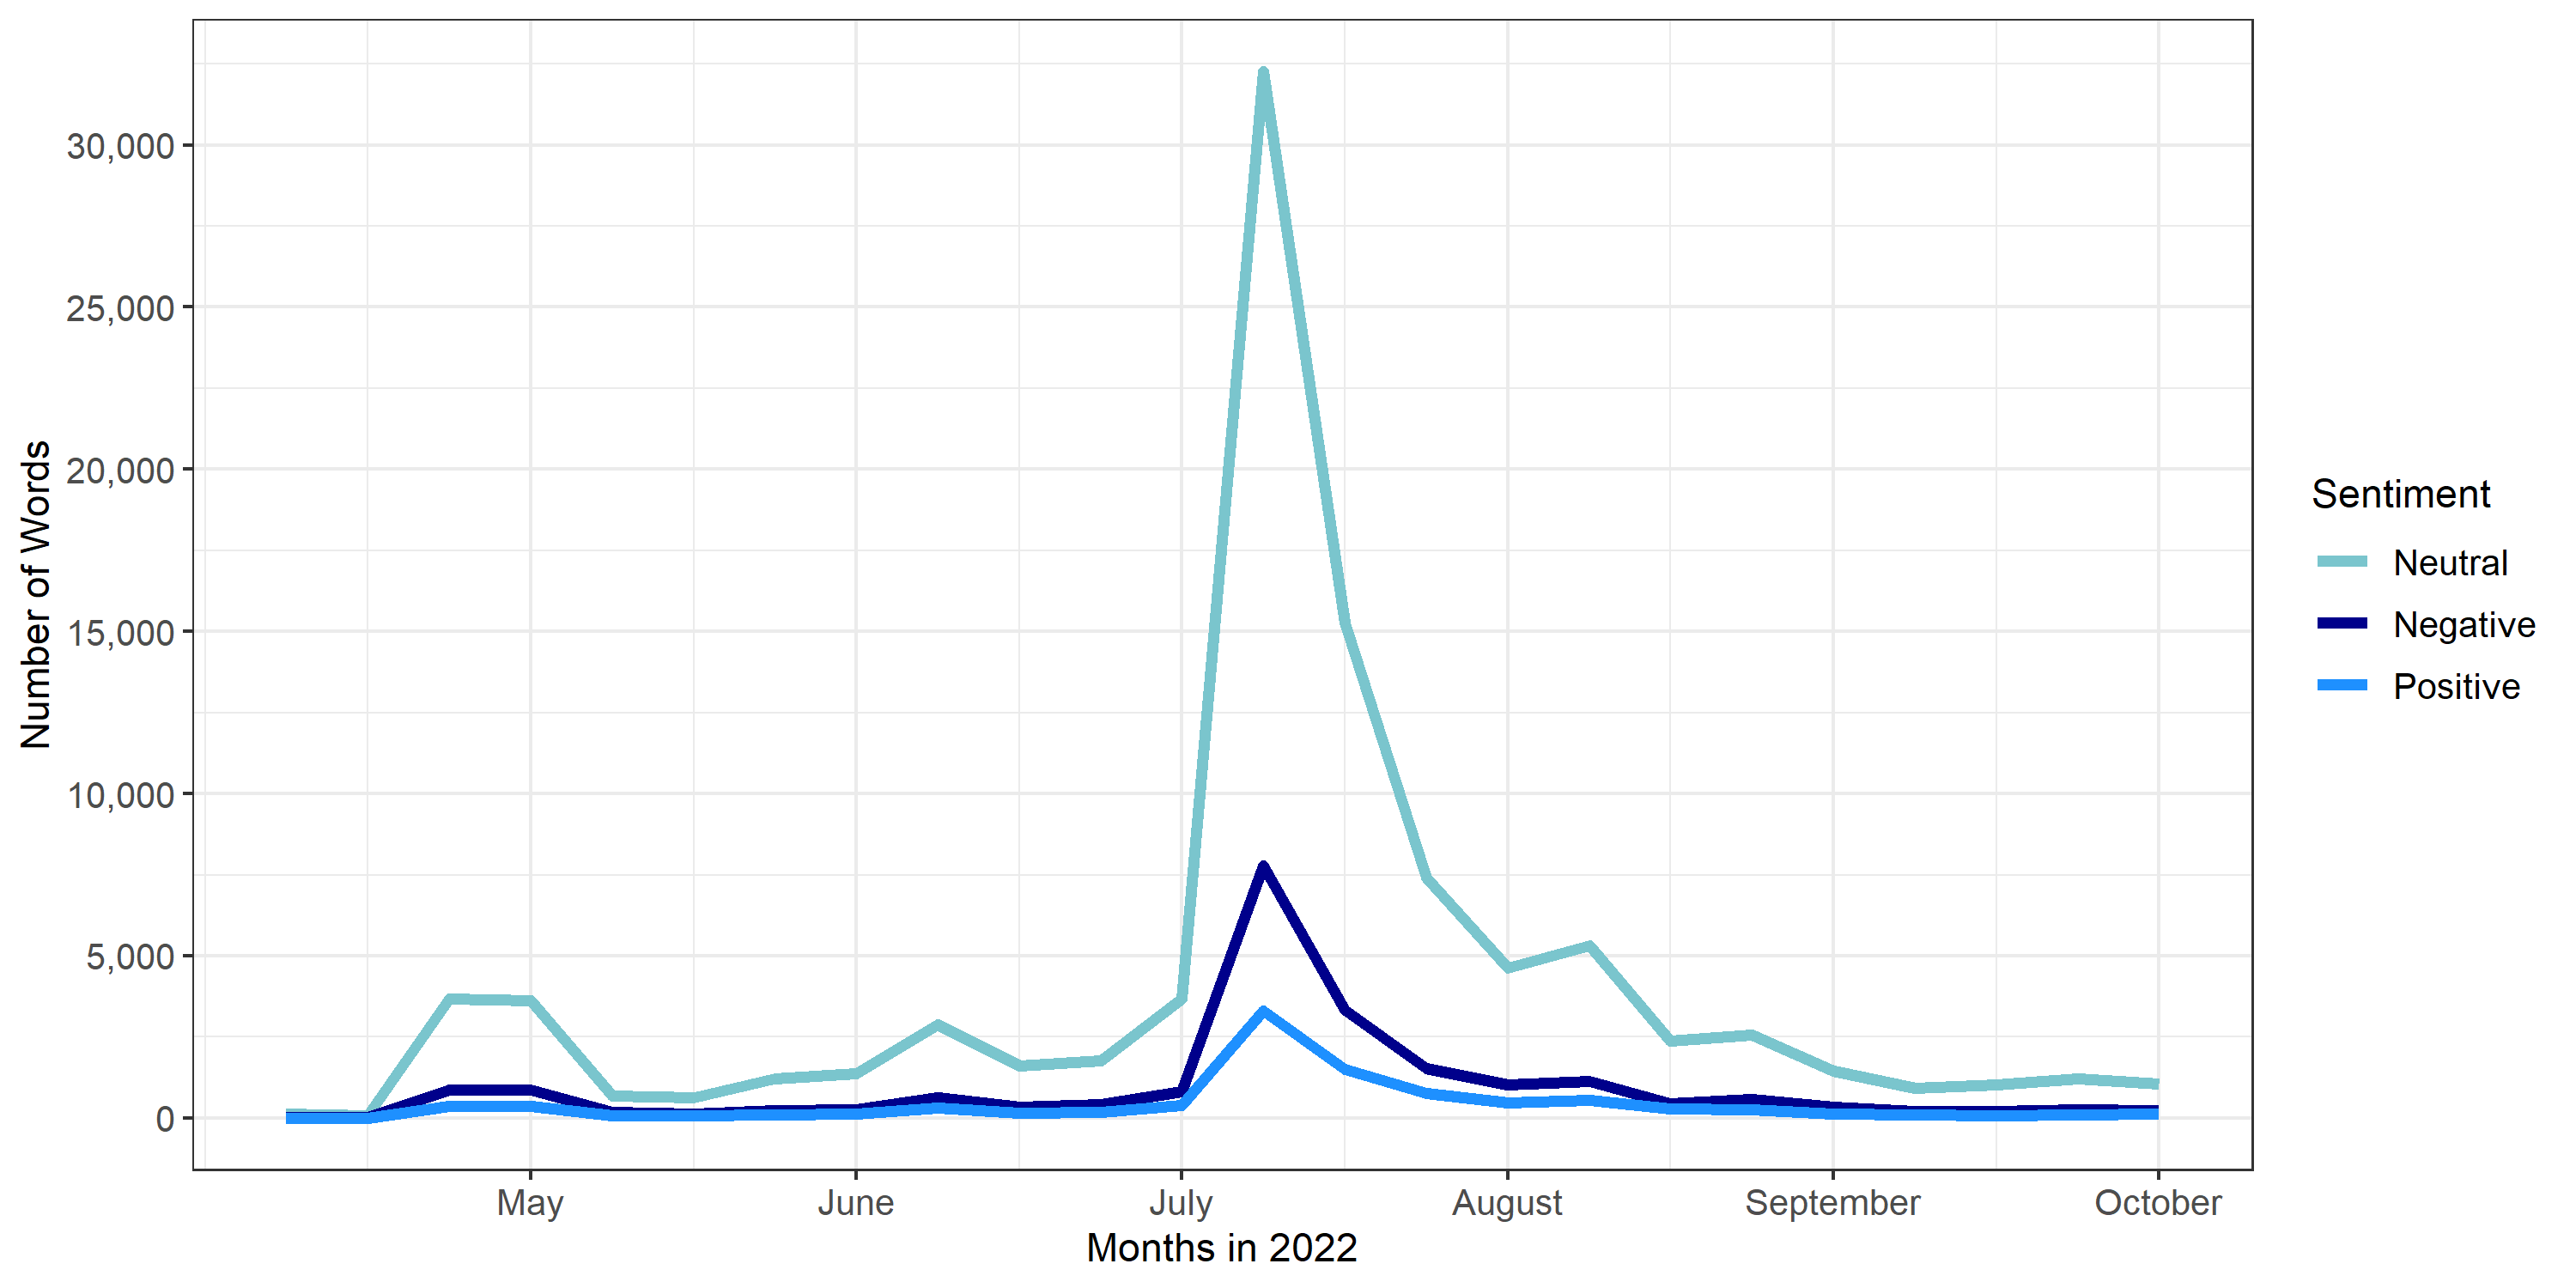 30,000
25,000
20,000
15,000
10,000
5,000
0
Number of Words
May June July August September October
Months in 2022
Sentiment
Neutral
Negative
Positive